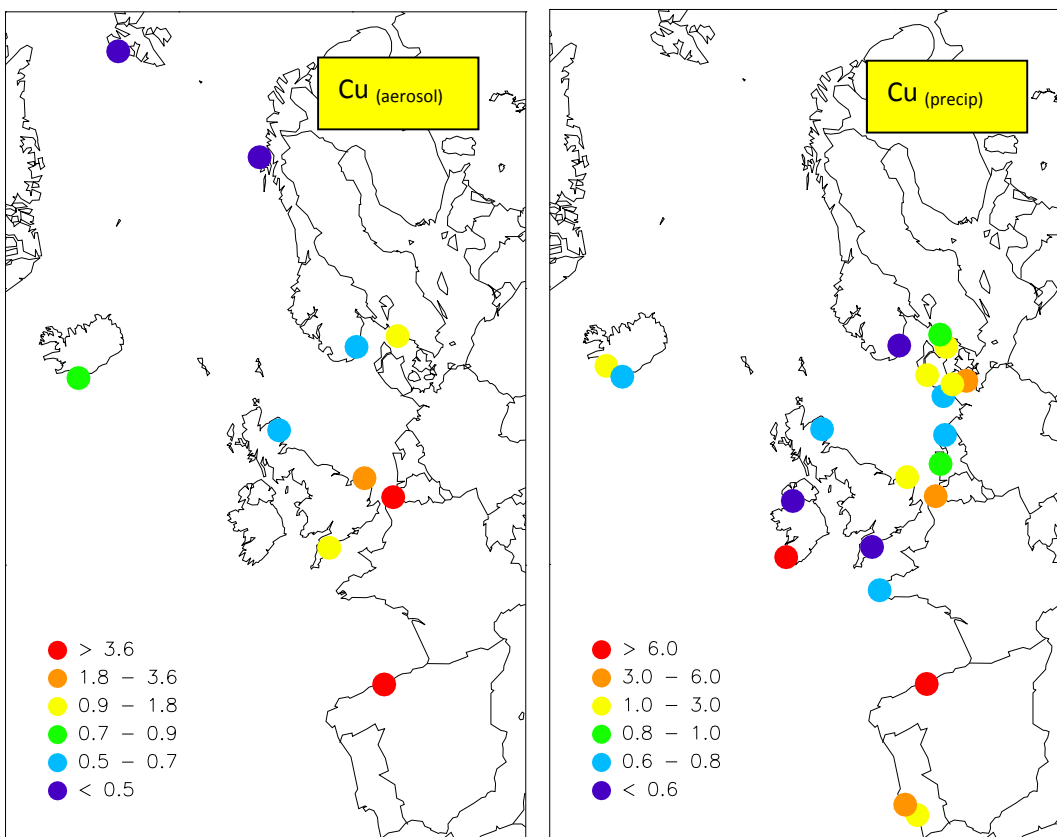 Cu (aerosol)
> 3.6
1.8 – 3.6
0.9 – 1.8
0.7 – 0.9
0.5 – 0.7
< 0.5
Cu (precip)
> 6.0
3.0 – 6.0
1.0 – 3.0
0.8 – 1.0
0.6 – 0.8
< 0.6